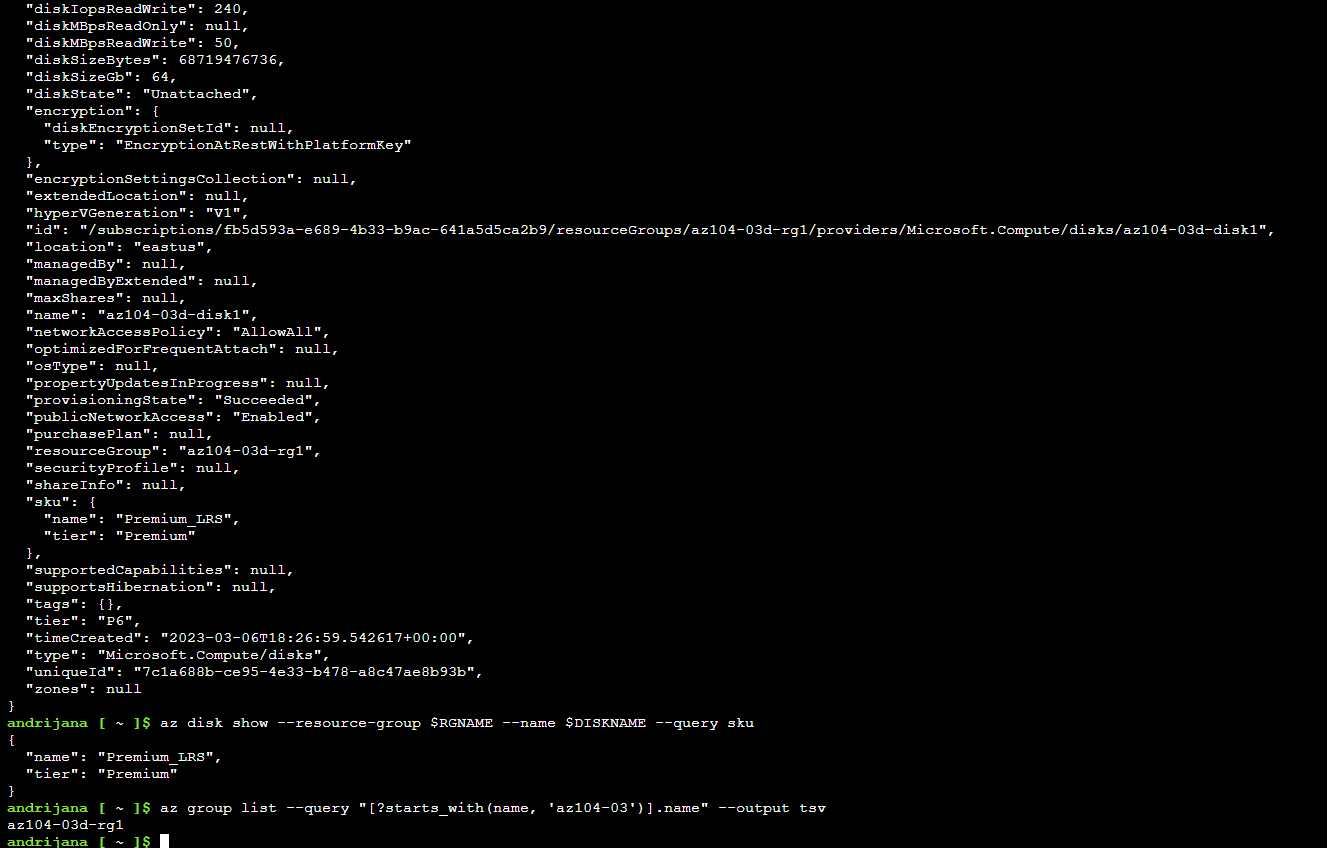 "diskIopsReadWrite": 240,
"diskMBpsReadOnly": null,
"diskMBpsReadWrite": 50,
"diskSizeBytes": 68719476736,
"diskSizeGb": 64,
"diskState": "Unattached",
"encryption": {
"diskEncryptionSetId": null,
"type": "EncryptionAtRestWithPlatformKey"
},
"encryptionSettingsCollection": null,
"extendedLocation": null,
"hyperVGeneration": "V1",
"id": "/subscriptions/fb5d593a-e689-4b33-b9ac-641a5d5ca2b9/resourceGroups/az104-03d-rg1/providers/Microsoft.Compute/disks/az104-03d-disk1",
"location": "eastus",
"managedBy": null,
"managedByExtended": null,
"maxShares": null,
"name": "az104-03d-disk1",
"networkAccessPolicy": "AllowAll",
"optimizedForFrequentAttach": null,
"osType": null,
"propertyUpdatesInProgress": null,
"provisioningState": "Succeeded",
"publicNetworkAccess": "Enabled",
"purchasePlan": null,
"resourceGroup": "az104-03d-rg1",
"securityProfile": null,
"shareInfo": null,
"sku": {
"name": "Premium_LRS",
"tier": "Premium"
},
"supportedCapabilities": null,
"supportsHibernation": null,
"tags": {},
"tier": "P6",
"timeCreated": "2023-03-06T18:26:59.542617+00:00",
"type": "Microsoft.Compute/disks",
"uniqueId": "7c1a688b-ce95-4e33-b478-a8c47ae8b93b",
"zones": null
}
andrijana [ ~ ]$ az disk show --resource-group $RGNAME --name $DISKNAME --query sku
{
"name": "Premium_LRS",
"tier": "Premium"
}
andrijana [ ~ ]$ az group list --query "[?starts_with(name, 'az104-03')].name" --output tsv
az104-03d-rg1
andrijana [ ~ ]$